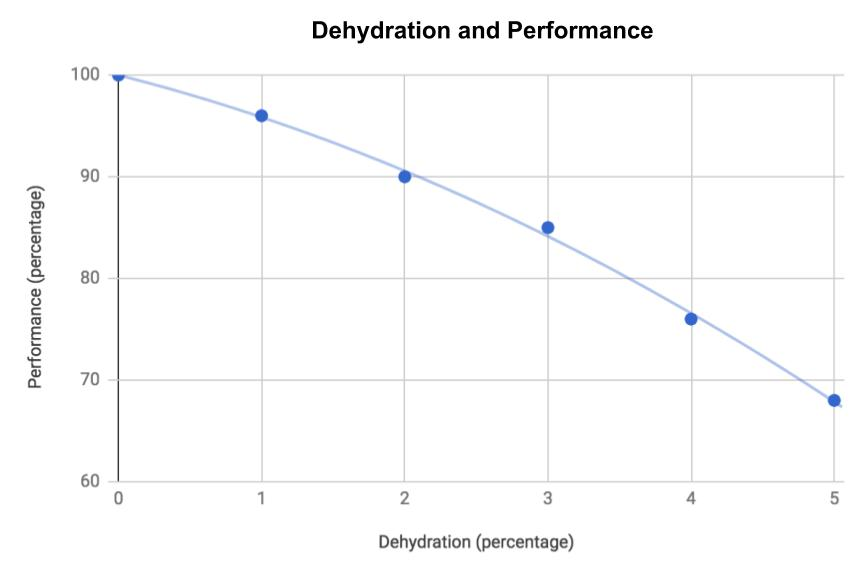 Dehydration and Performance
100
90
80
70
60
Performance (percentage)
0 1 2 3 4 5
Dehydration (percentage)